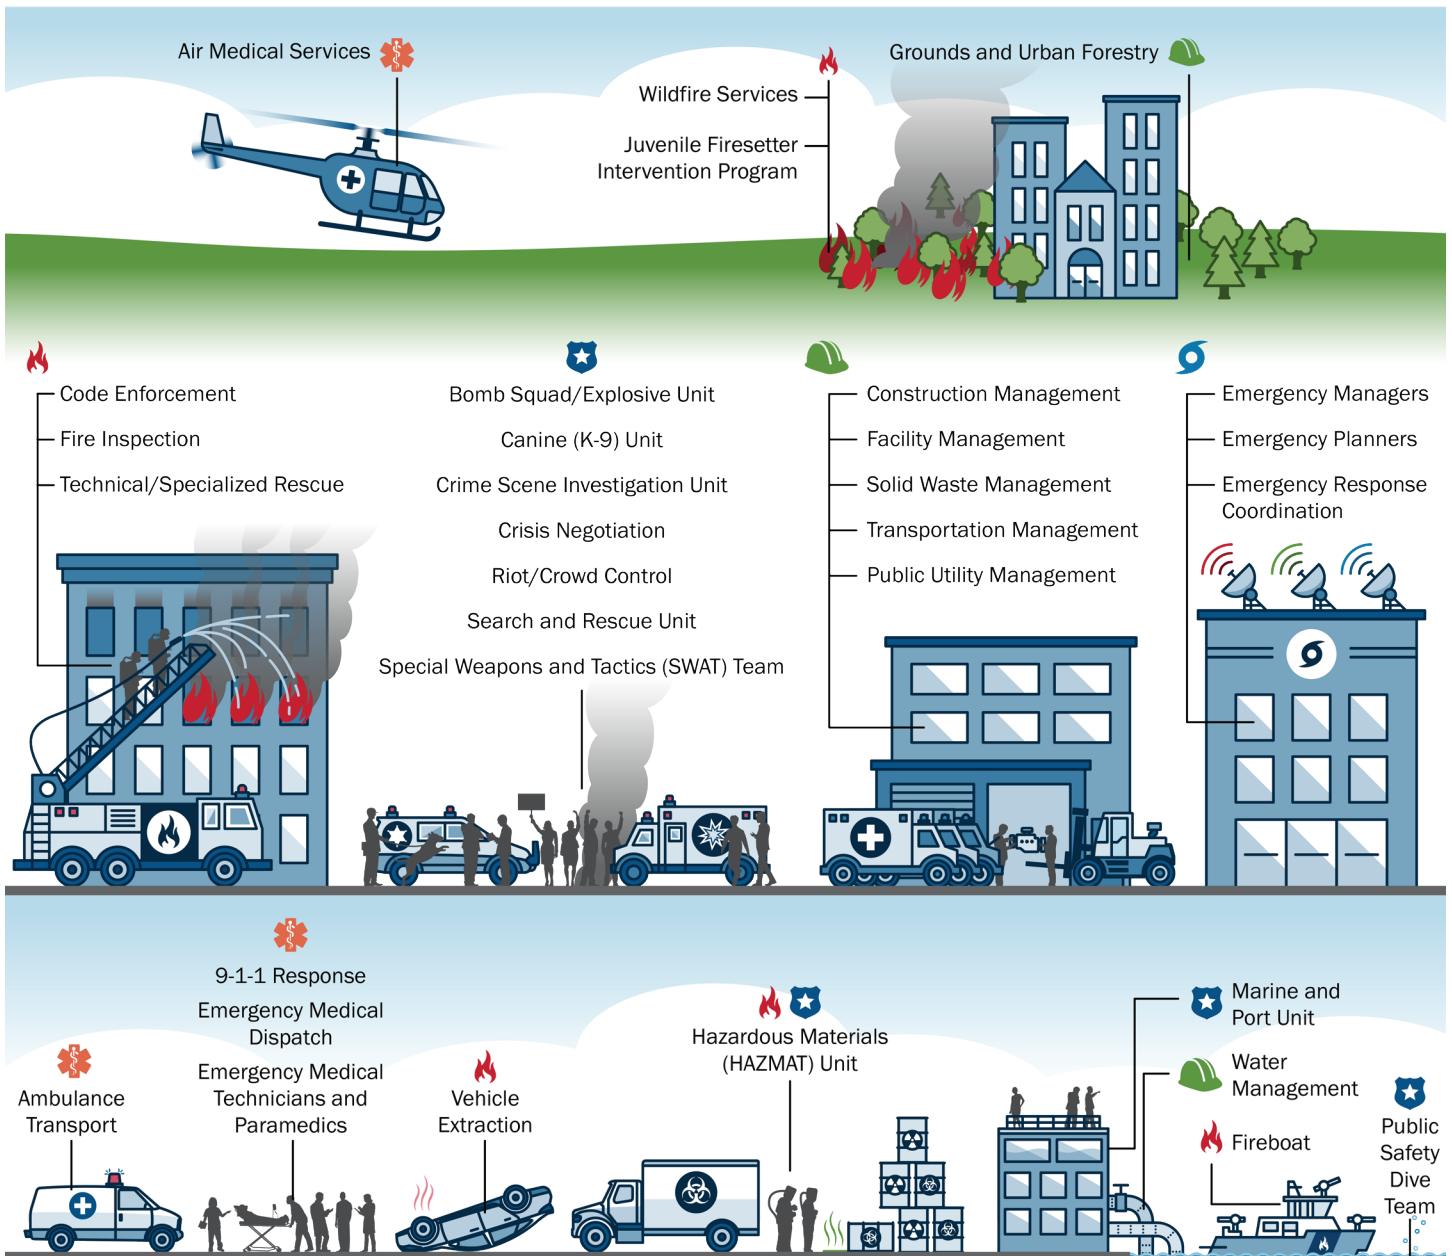 Air Medical Services
Grounds and Urban Forestry
Wildfire Services
Juvenile Firesetter
Intervention Program
Code Enforcement
Fire Inspection
Technical/Specialized Rescue
Bomb Squad/Explosive Unit
Canine (K-9) Unit
Crime Scene Investigation Unit
Crisis Negotiation
Riot/Crowd Control
Search and Rescue Unit
Special Weapons and Tactics (SWAT) Team
Construction Management
Facility Management
Solid Waste Management
Transportation Management
Public Utility Management
Emergency Managers
Emergency Planners
Emergency Response
Coordination
Ambulance
Transport
9-1-1 Response
Emergency Medical
Dispatch
Emergency Medical
Technicians and
Paramedics
Vehicle
Extraction
Hazardous Materials
(HAZMAT) Unit
Marine and
Port Unit
Water
Management
Fireboat
Public
Safety
Dive
Team